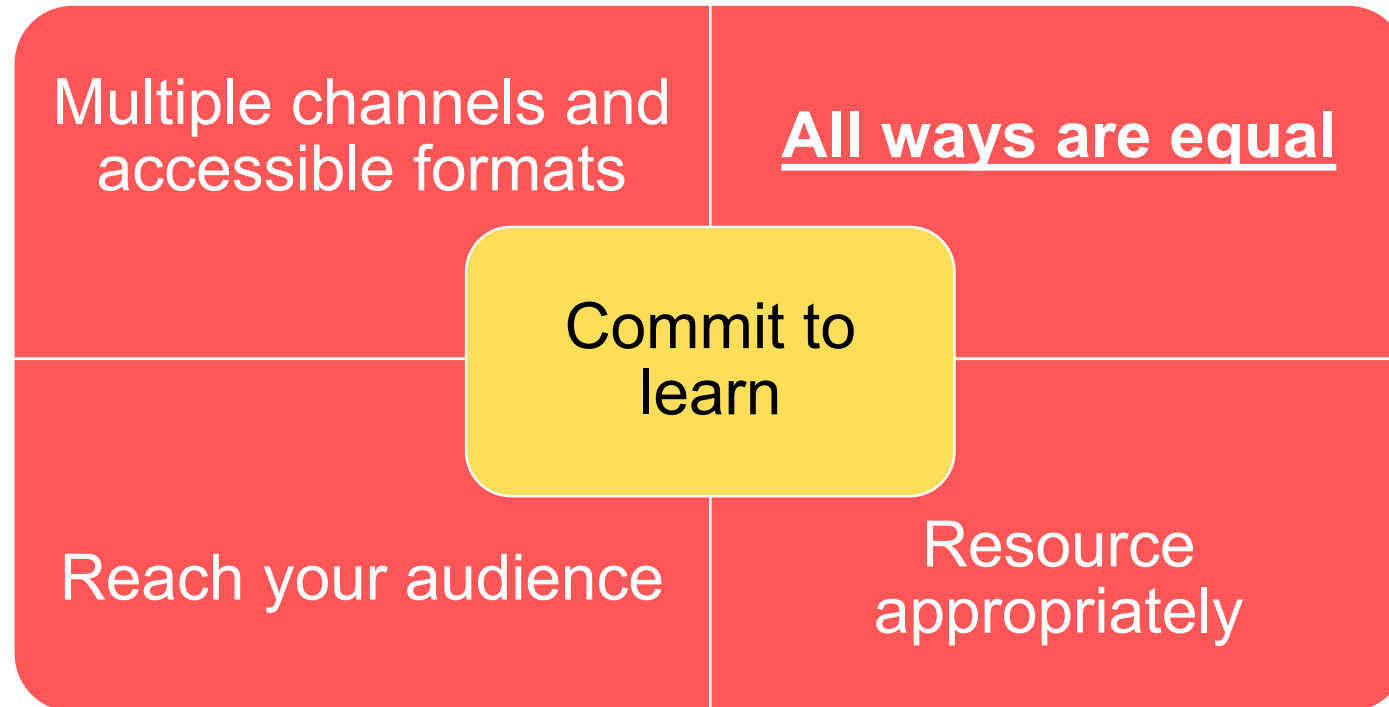 Multiple channels and
accessible formats
All ways are equal
Commit to
learn
Reach your audience
Resource
appropriately